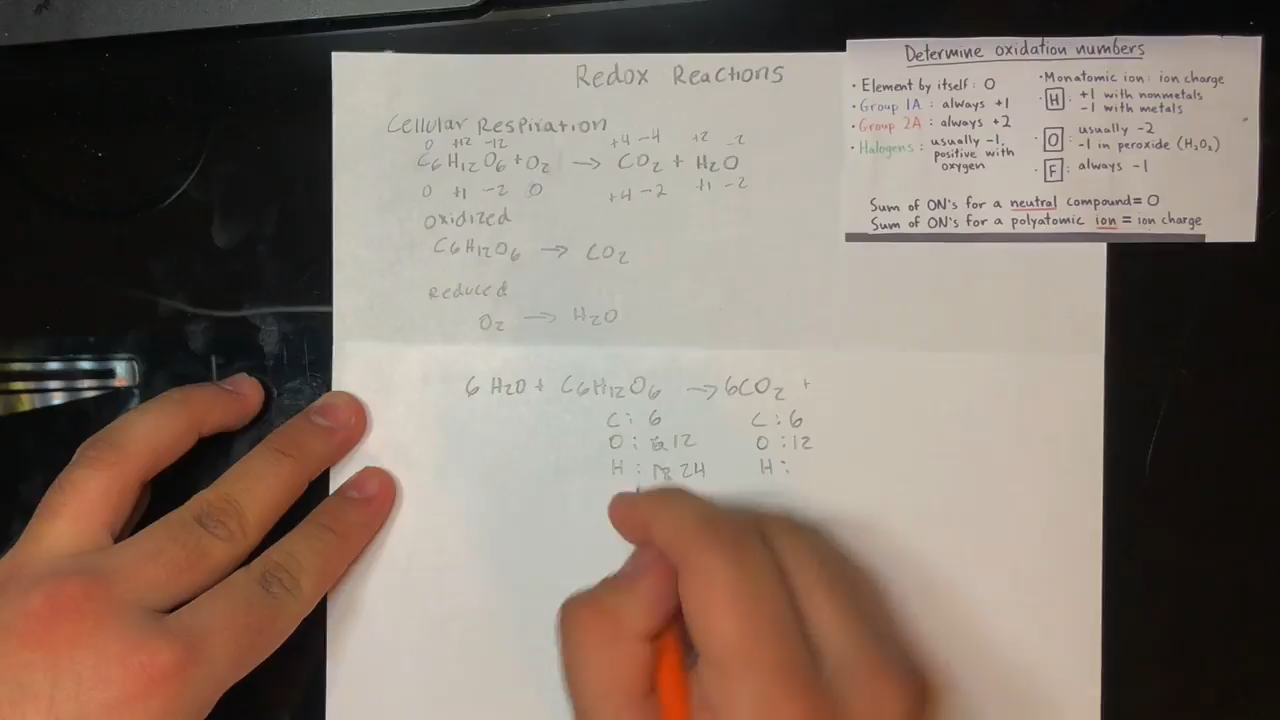 Redox Reactions
Cellular Respiration
0 +12 -12 +4 -4 +2 -2
C6H12O6 + O2 → CO2 + H2O
0 +1 -2 0 +4 -2 +1 -2
oxidized
C6H12O6 → CO2
Reduced
O2 → H2O
6 H2O + C6H12O6 → 6CO2 +
C: 6 C: 6
O: 12 O: 12
H: 24 H:
Determine oxidation numbers
• Element by itself: 0
• Group 1A: always +1
• Group 2A: always +2
• Halogens: usually -1,
positive with
oxygen
• Monatomic ion: ion charge
• H: +1 with nonmetals
-1 with metals
• O: usually -2
-1 in peroxide (H2O2)
• F: always -1
Sum of ON's for a neutral compound = 0
Sum of ON's for a polyatomic ion = ion charge